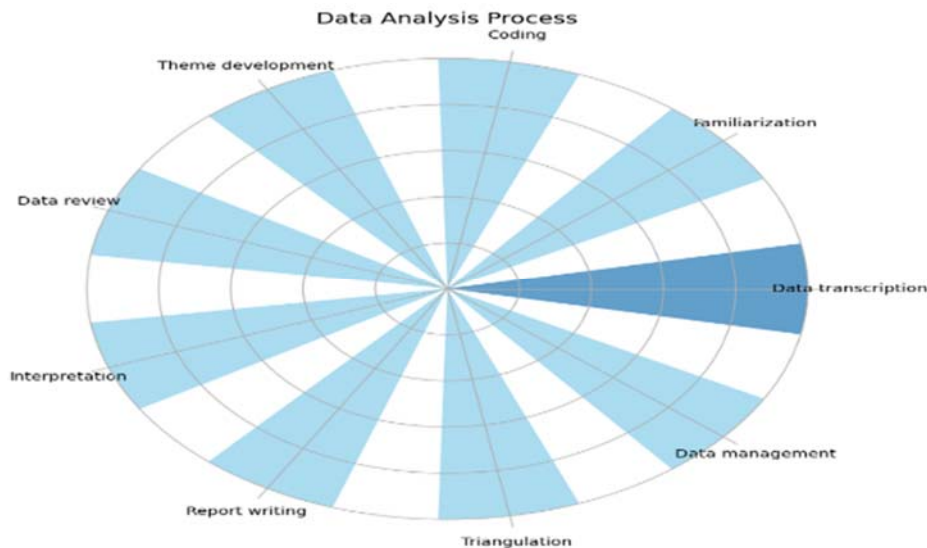 Data Analysis Process
Coding
Theme development
Familiarization
Data review
Data transcription
Interpretation
Data management
Report writing
Triangulation